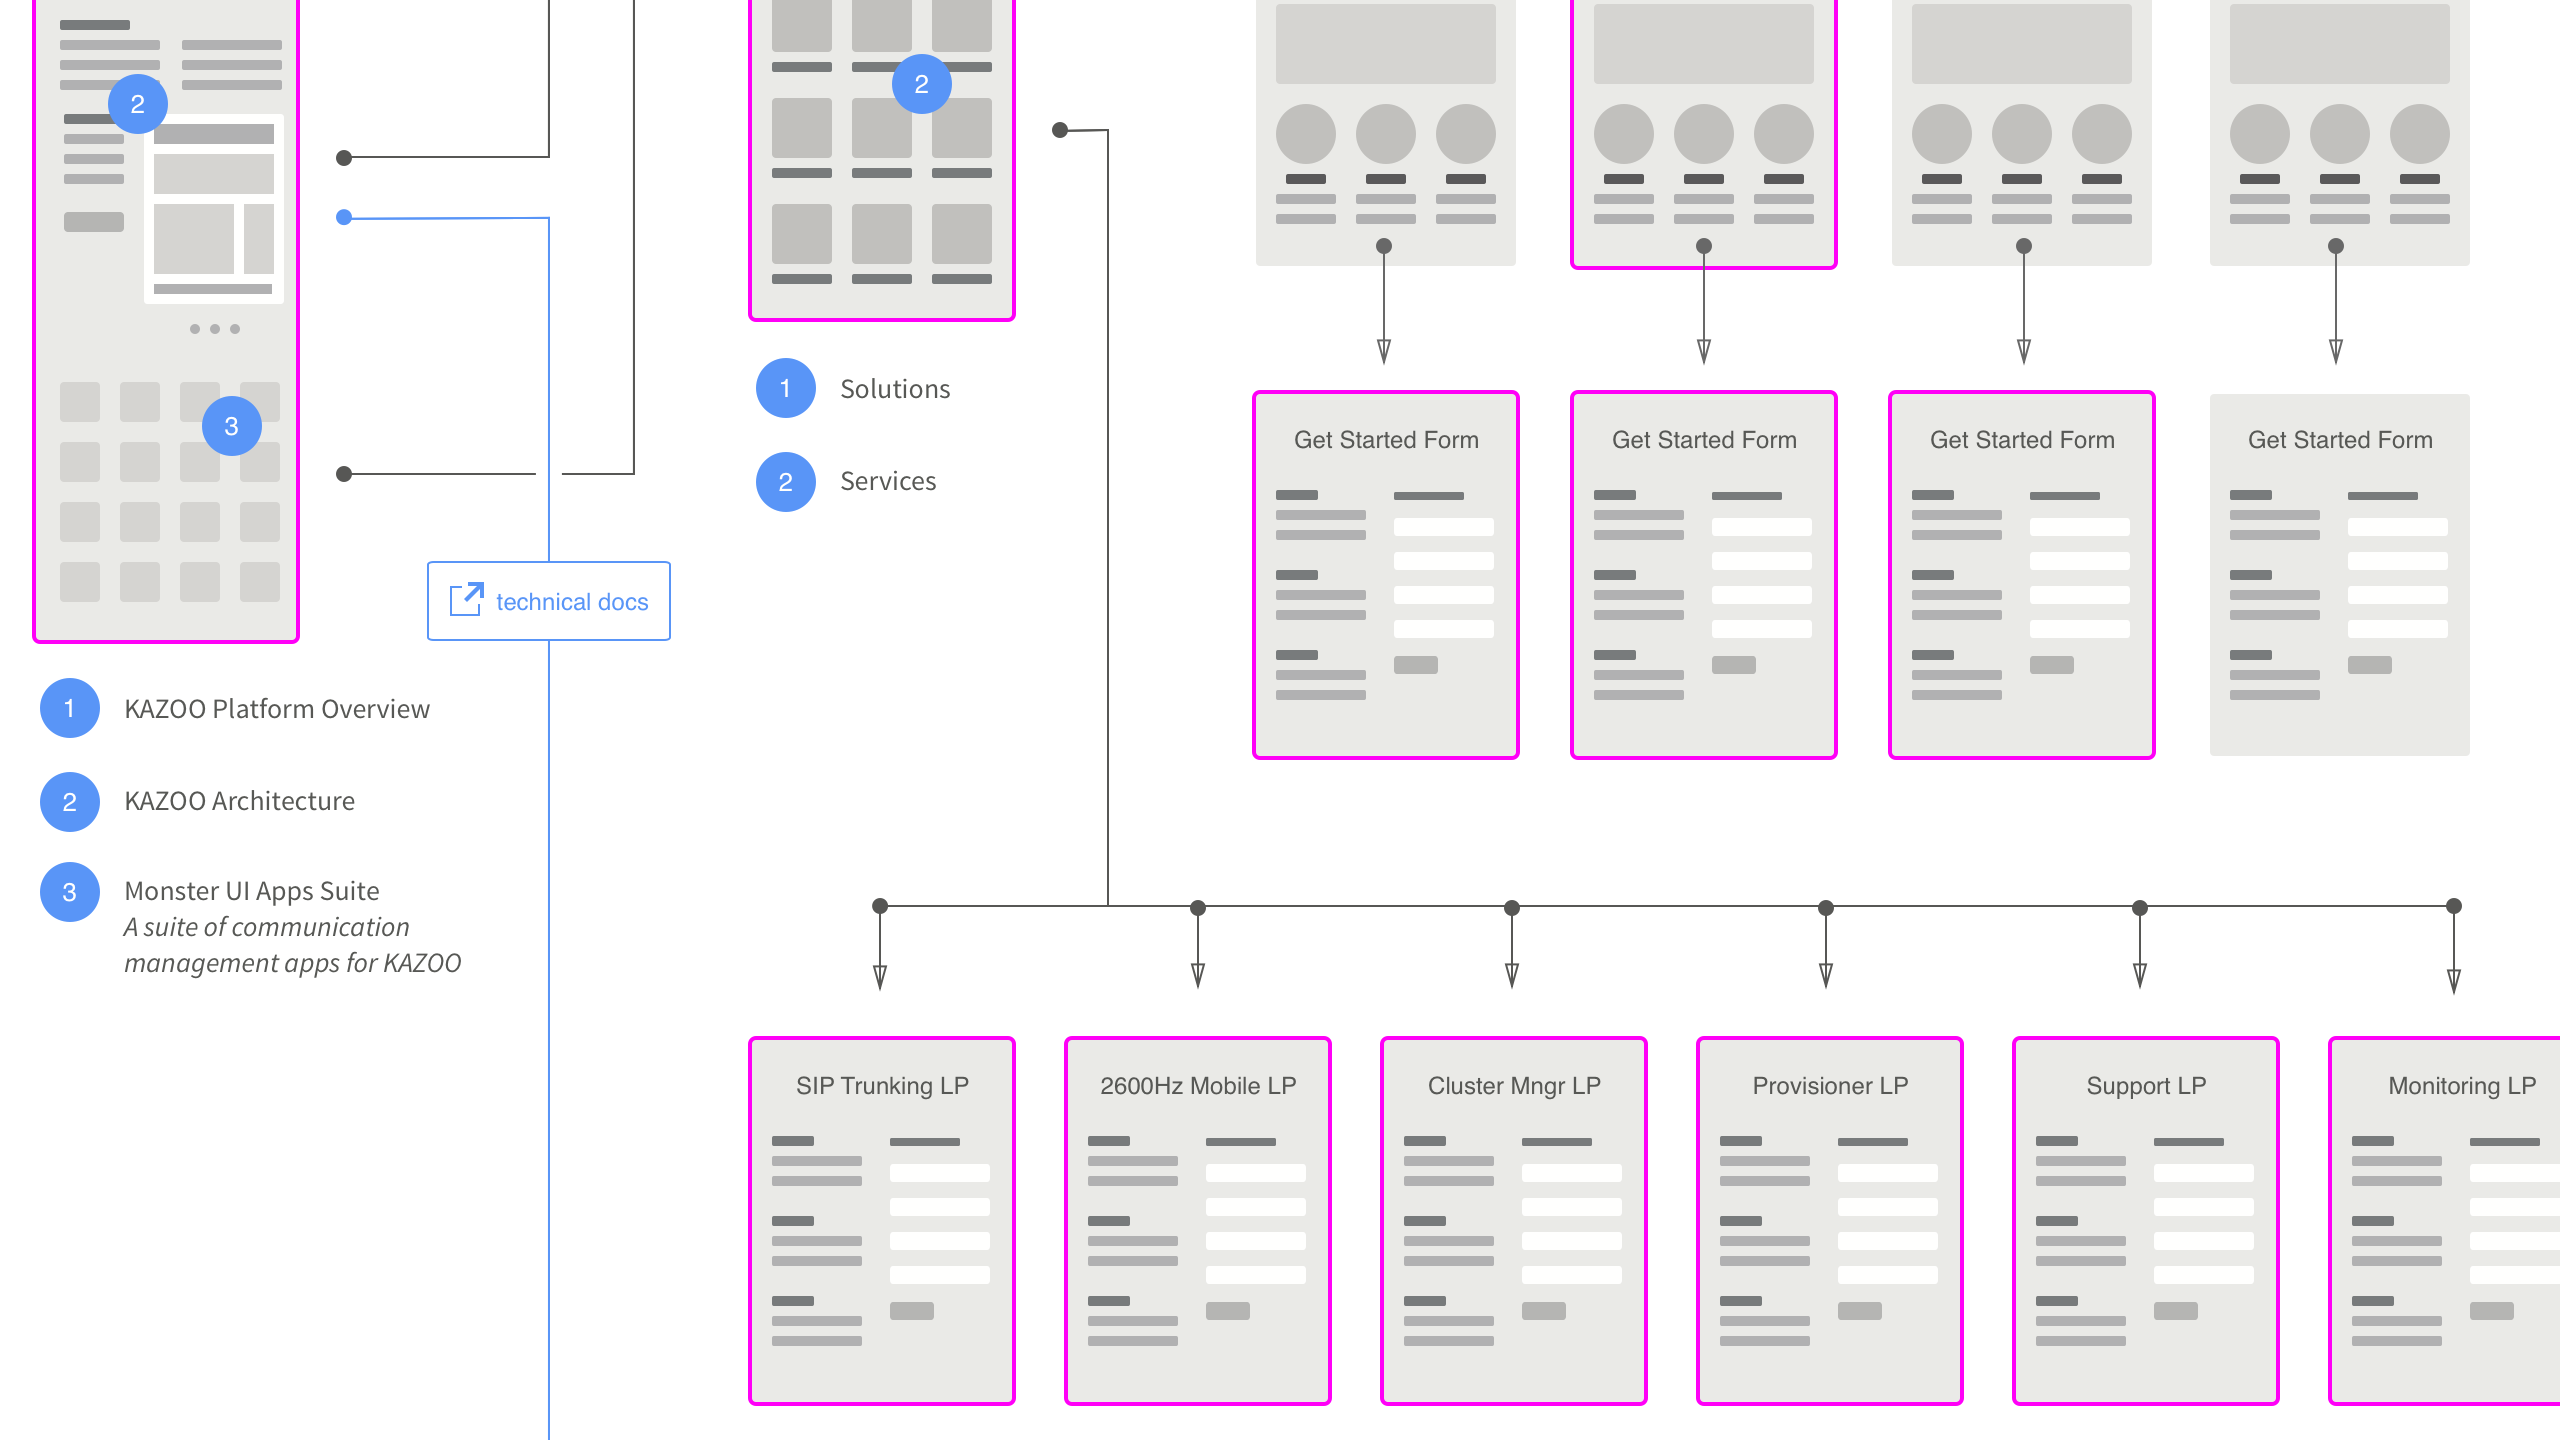 2
3
technical docs
1 KAZOO Platform Overview
2 KAZOO Architecture
3 Monster UI Apps Suite
A suite of communication
management apps for KAZOO
2
1 Solutions
2 Services
Get Started Form
Get Started Form
Get Started Form
Get Started Form
SIP Trunking LP
2600Hz Mobile LP
Cluster Mngr LP
Provisioner LP
Support LP
Monitoring LP